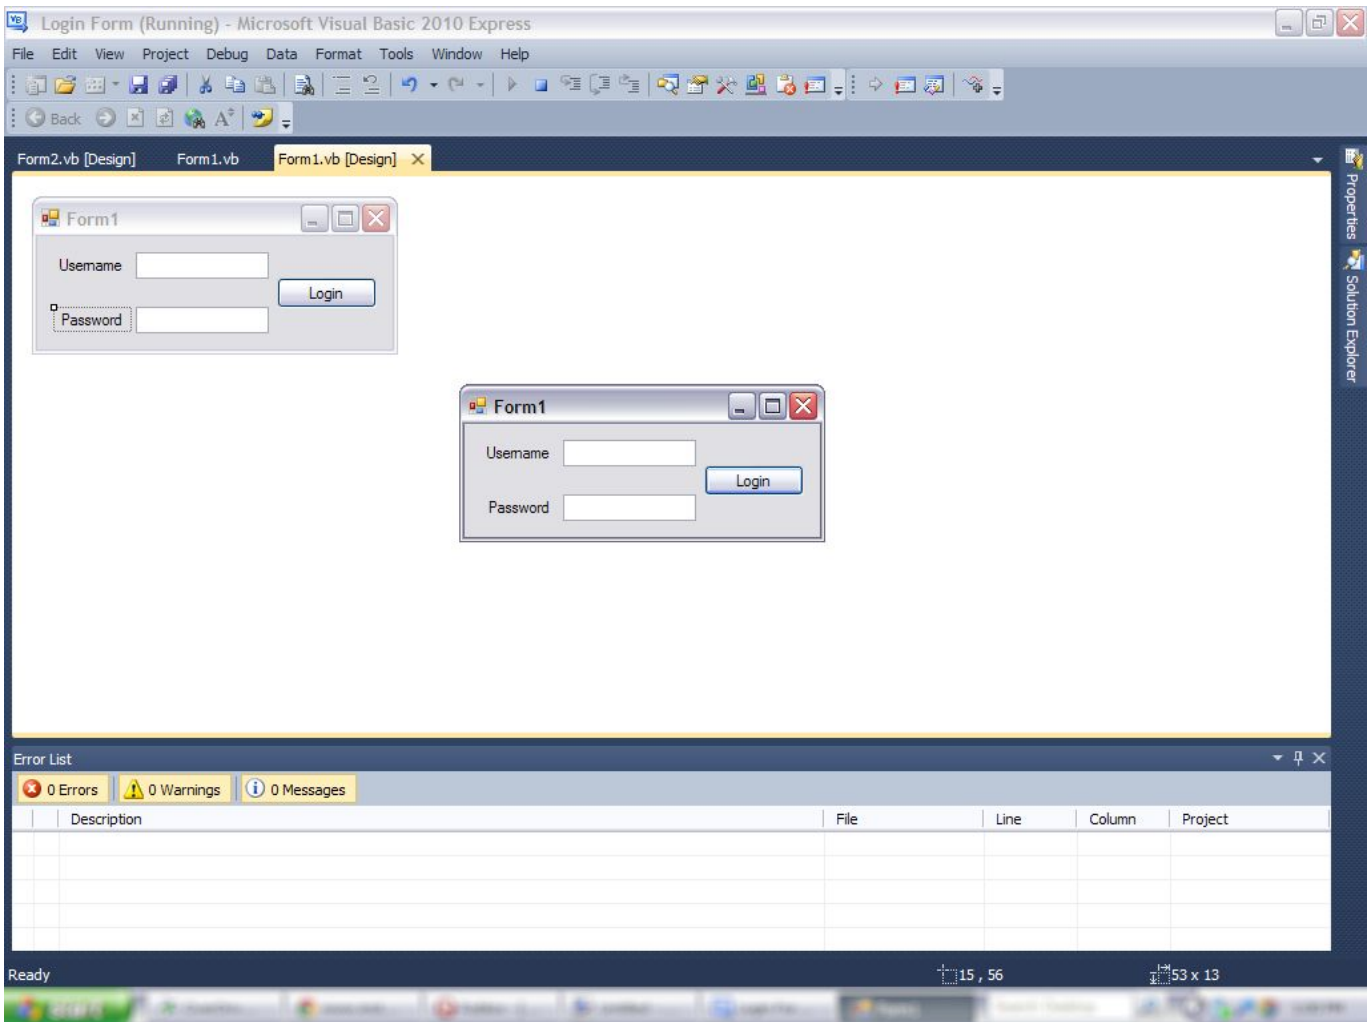 Login Form (Running) - Microsoft Visual Basic 2010 Express
File Edit View Project Debug Data Format Tools Window Help
Back
Form2.vb [Design] Form1.vb Form1.vb [Design]
Properties
Solution Explorer
Form1
Username
Login
Password
Form1
Username
Login
Password
Error List
0 Errors 0 Warnings 0 Messages
Description File Line Column Project
Ready 15 , 56 53 x 13